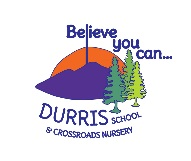 Believe
you
can...
DURRIS SCHOOL
& CROSSROADS NURSERY